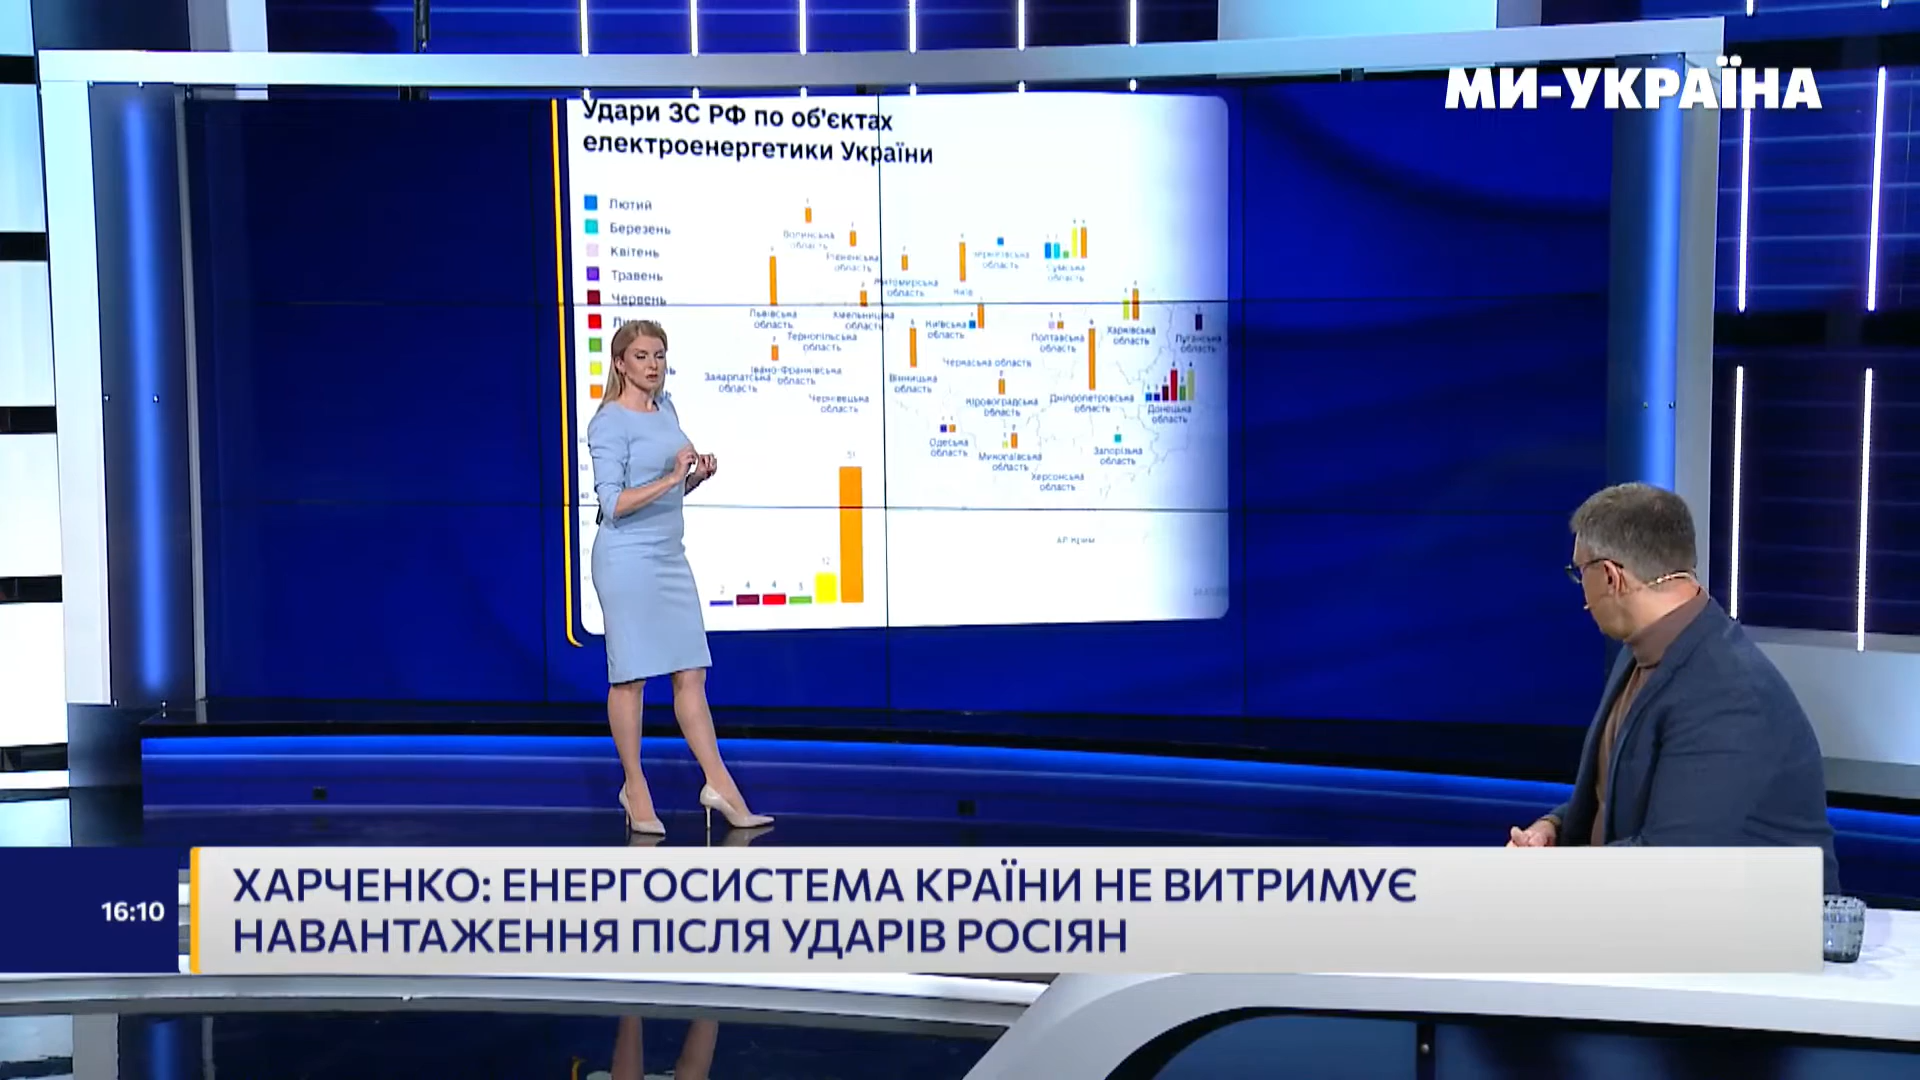 МИ-УКРАЇНА
Удари ЗС РФ по об'єктах
електроенергетики України
Лютий
Березень
Квітень
Травень
Червень
Волинська
область
Рівненська
область
Житомирська
область
Київ
Чернігівська
область
Сумська
область
Львівська
область
Хмельницька
область
Тернопільська
область
Київська
область
Полтавська
область
Харківська
область
Луганська
область
Закарпатська
область
Івано-Франківська
область
Чернівецька
область
Вінницька
область
Черкаська область
Кіровоградська
область
Дніпропетровська
область
Донецька
область
Одеська
область
Миколаївська
область
Запорізька
область
Херсонська
область
АР Крим
2
4
4
12
51
16:10
ХАРЧЕНКО: ЕНЕРГОСИСТЕМА КРАЇНИ НЕ ВИТРИМУЄ
НАВАНТАЖЕННЯ ПІСЛЯ УДАРІВ РОСІЯН